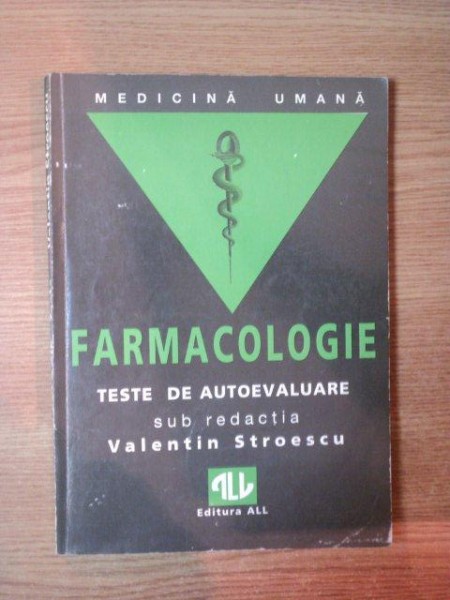 MEDICINĂ UMANĂ
FARMACOLOGIE
TESTE DE AUTOEVALUARE
sub redacția
Valentin Stroescu
ALL
Editura ALL